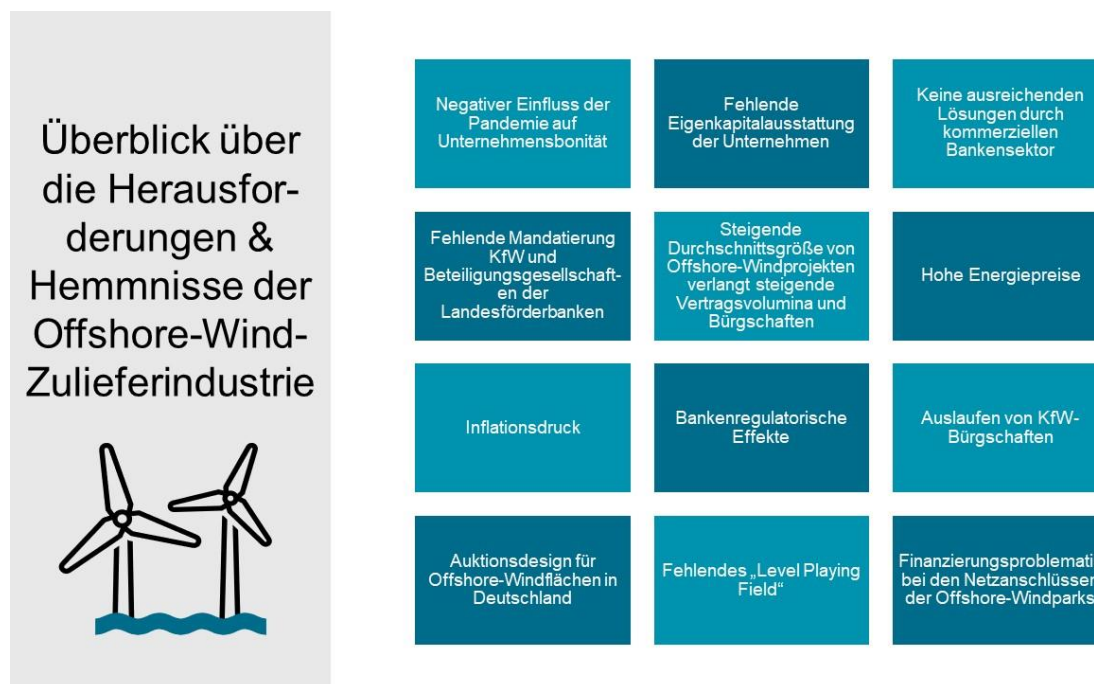 Überblick über
die Herausfor-
derungen &
Hemmnisse der
Offshore-Wind-
Zulieferindustrie
Negativer Einfluss der
Pandemie auf
Unternehmensbonität
Fehlende
Eigenkapitalausstattung
der Unternehmen
Keine ausreichenden
Lösungen durch
kommerziellen
Bankensektor
Fehlende Mandatierung
KfW und
Beteiligungsgesellschaft-
en der
Landesförderbanken
Steigende
Durchschnittsgröße von
Offshore-Windprojekten
verlangt steigende
Vertragsvolumina und
Bürgschaften
Hohe Energiepreise
Inflationsdruck
Bankenregulatorische
Effekte
Auslaufen von KfW-
Bürgschaften
Auktionsdesign für
Offshore-Windflächen in
Deutschland
Fehlendes „Level Playing
Field“
Finanzierungsproblemati
bei den Netzanschlüsse
der Offshore-Windparks